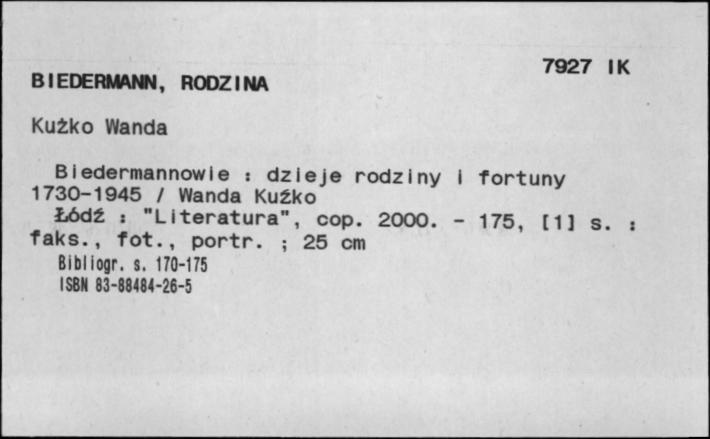 7927 IK
BIEDERMANN, RODZINA
Kużko Wanda
Biedermannowie : dzieje rodziny i fortuny
1730-1945 / Wanda Kuźko
Łódź : "Literatura", cop. 2000. - 175, [1] s. :
faks., fot., portr. ; 25 cm
Bibliogr. s. 170-175
ISBN 83-88484-26-5